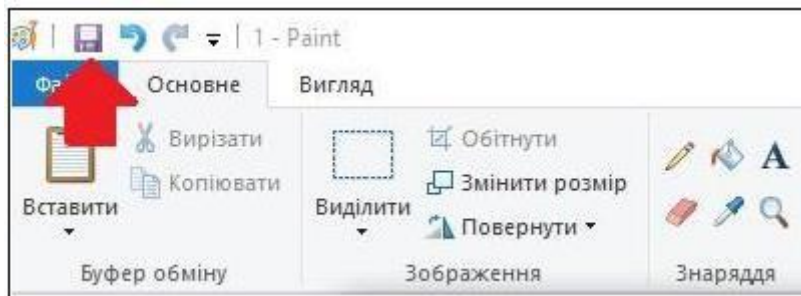 1 - Paint
Основне Вигляд
Вирізати
Копіювати
Вставити
Буфер обміну
Виділити
Обітнути
Змінити розмір
Повернути
Зображення
A
Знаряддя